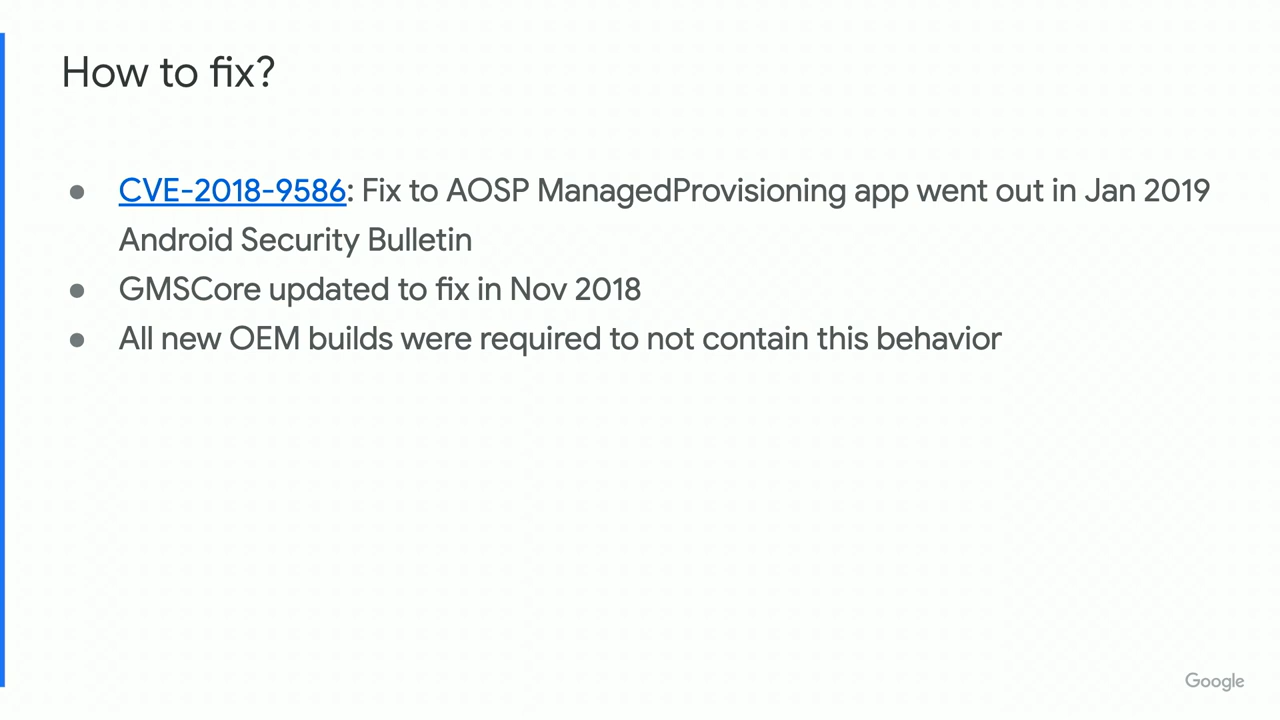 How to fix?
● CVE-2018-9586: Fix to AOSP ManagedProvisioning app went out in Jan 2019
Android Security Bulletin
● GMSCore updated to fix in Nov 2018
● All new OEM builds were required to not contain this behavior
Google